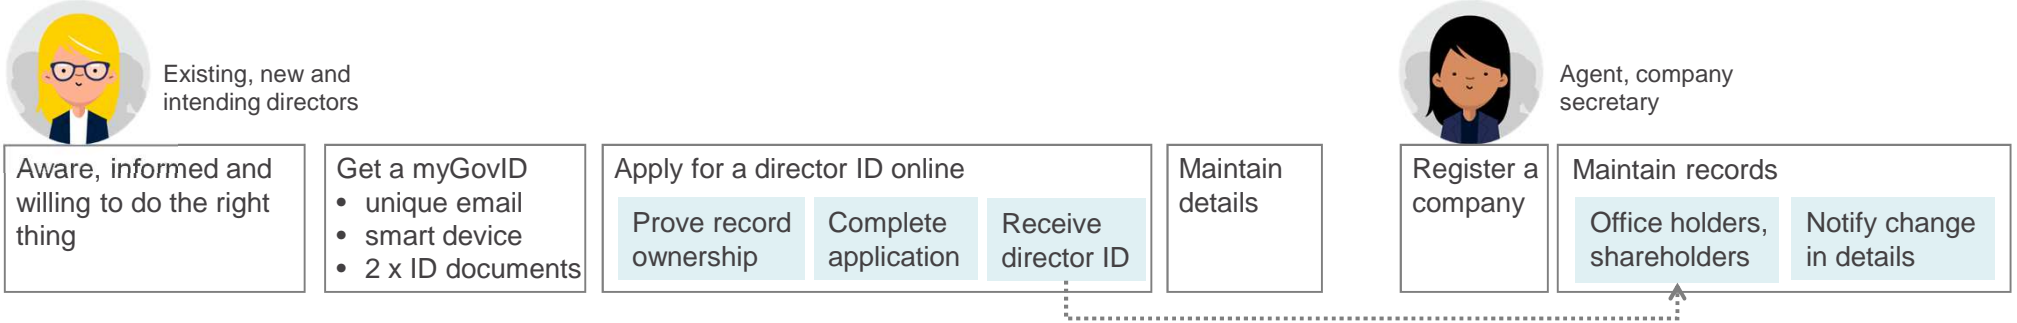 Existing, new and
intending directors
Agent, company
secretary
Aware, informed and
willing to do the right
thing
Get a myGovID
• unique email
• smart device
• 2 x ID documents
Apply for a director ID online
Prove record
ownership
Complete
application
Receive
director ID
Maintain
details
Register a
company
Maintain records
Office holders,
shareholders
Notify change
in details